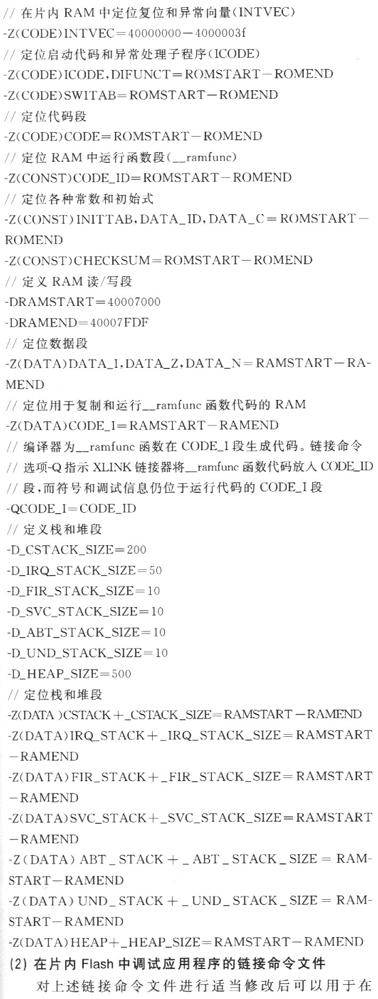 // 在片内 RAM 中定位复位和异常向量(INTVEC)
-Z(CODE)INTVEC=40000000-4000003f
// 定位启动代码和异常处理子程序(ICODE)
-Z(CODE)ICODE,DIFUNCT=ROMSTART-ROMEND
-Z(CODE)SWITAB=ROMSTART-ROMEND
// 定位代码段
-Z(CODE)CODE=ROMSTART-ROMEND
// 定位 RAM 中运行函数段(__ramfunc)
-Z(CONST)CODE_ID=ROMSTART-ROMEND
// 定位各种常数和初始式
-Z(CONST)INITTAB,DATA_ID,DATA_C=ROMSTART-
ROMEND
-Z(CONST)CHECKSUM=ROMSTART-ROMEND
// 定义 RAM 读/写段
-DRAMSTART=40007000
-DRAMEND=40007FDF
// 定位数据段
-Z(DATA)DATA_I,DATA_Z,DATA_N=RAMSTART-RA-
MEND
// 定位用于复制和运行__ramfunc 函数代码的 RAM
-Z(DATA)CODE_I=RAMSTART-RAMEND
// 编译器为__ramfunc 函数在 CODE_I 段生成代码。链接命令
// 选项-Q 指示 XLINK 链接器将__ramfunc 函数代码放入 CODE_ID
// 段,而符号和调试信息仍位于运行代码的 CODE_I 段
-QCODE_I=CODE_ID
// 定义栈和堆段
-D_CSTACK_SIZE=200
-D_IRQ_STACK_SIZE=50
-D_FIR_STACK_SIZE=10
-D_SVC_STACK_SIZE=10
-D_ABT_STACK_SIZE=10
-D_UND_STACK_SIZE=10
-D_HEAP_SIZE=500
// 定位栈和堆段
-Z(DATA )CSTACK+_CSTACK_SIZE=RAMSTART-RAMEND
-Z(DATA)IRQ_STACK+_IRQ_STACK_SIZE=RAMSTART
-RAMEND
-Z(DATA)FIR_STACK+_FIR_STACK_SIZE=RAMSTART
-RAMEND
-Z(DATA)SVC_STACK+_SVC_STACK_SIZE=RAMSTART
-RAMEND
-Z(DATA) ABT_STACK+_ABT_STACK_SIZE=RAM-
START-RAMEND
-Z(DATA) UND_STACK+_UND_STACK_SIZE=RAM-
START-RAMEND
-Z(DATA)HEAP+_HEAP_SIZE=RAMSTART-RAMEND
(2) 在片内 Flash 中调试应用程序的链接命令文件
对上述链接命令文件进行适当修改后可以用于在